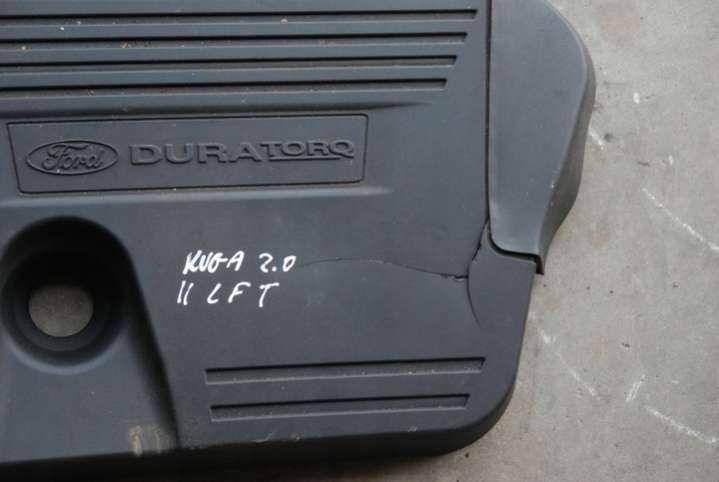 Ford DURATORQ
KUGA 2.0
11 LFT